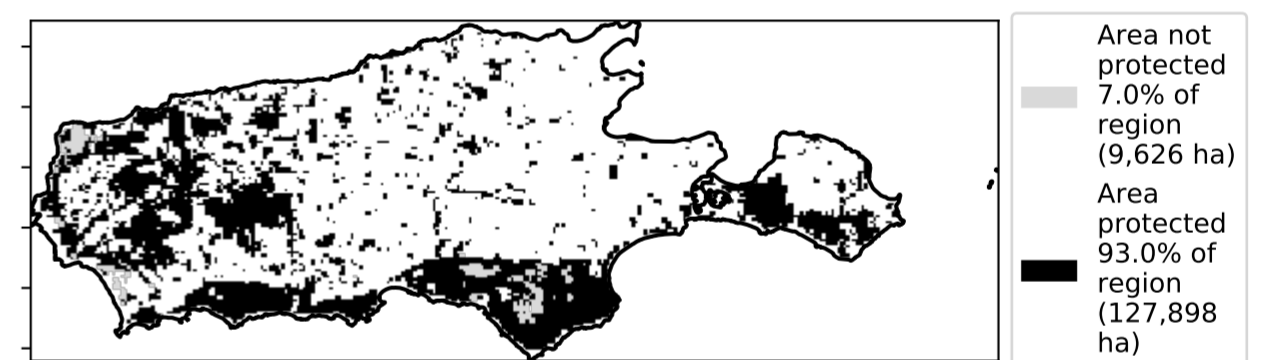 Area not
protected
7.0% of
region
(9,626 ha)
Area
protected
93.0% of
region
(127,898
ha)